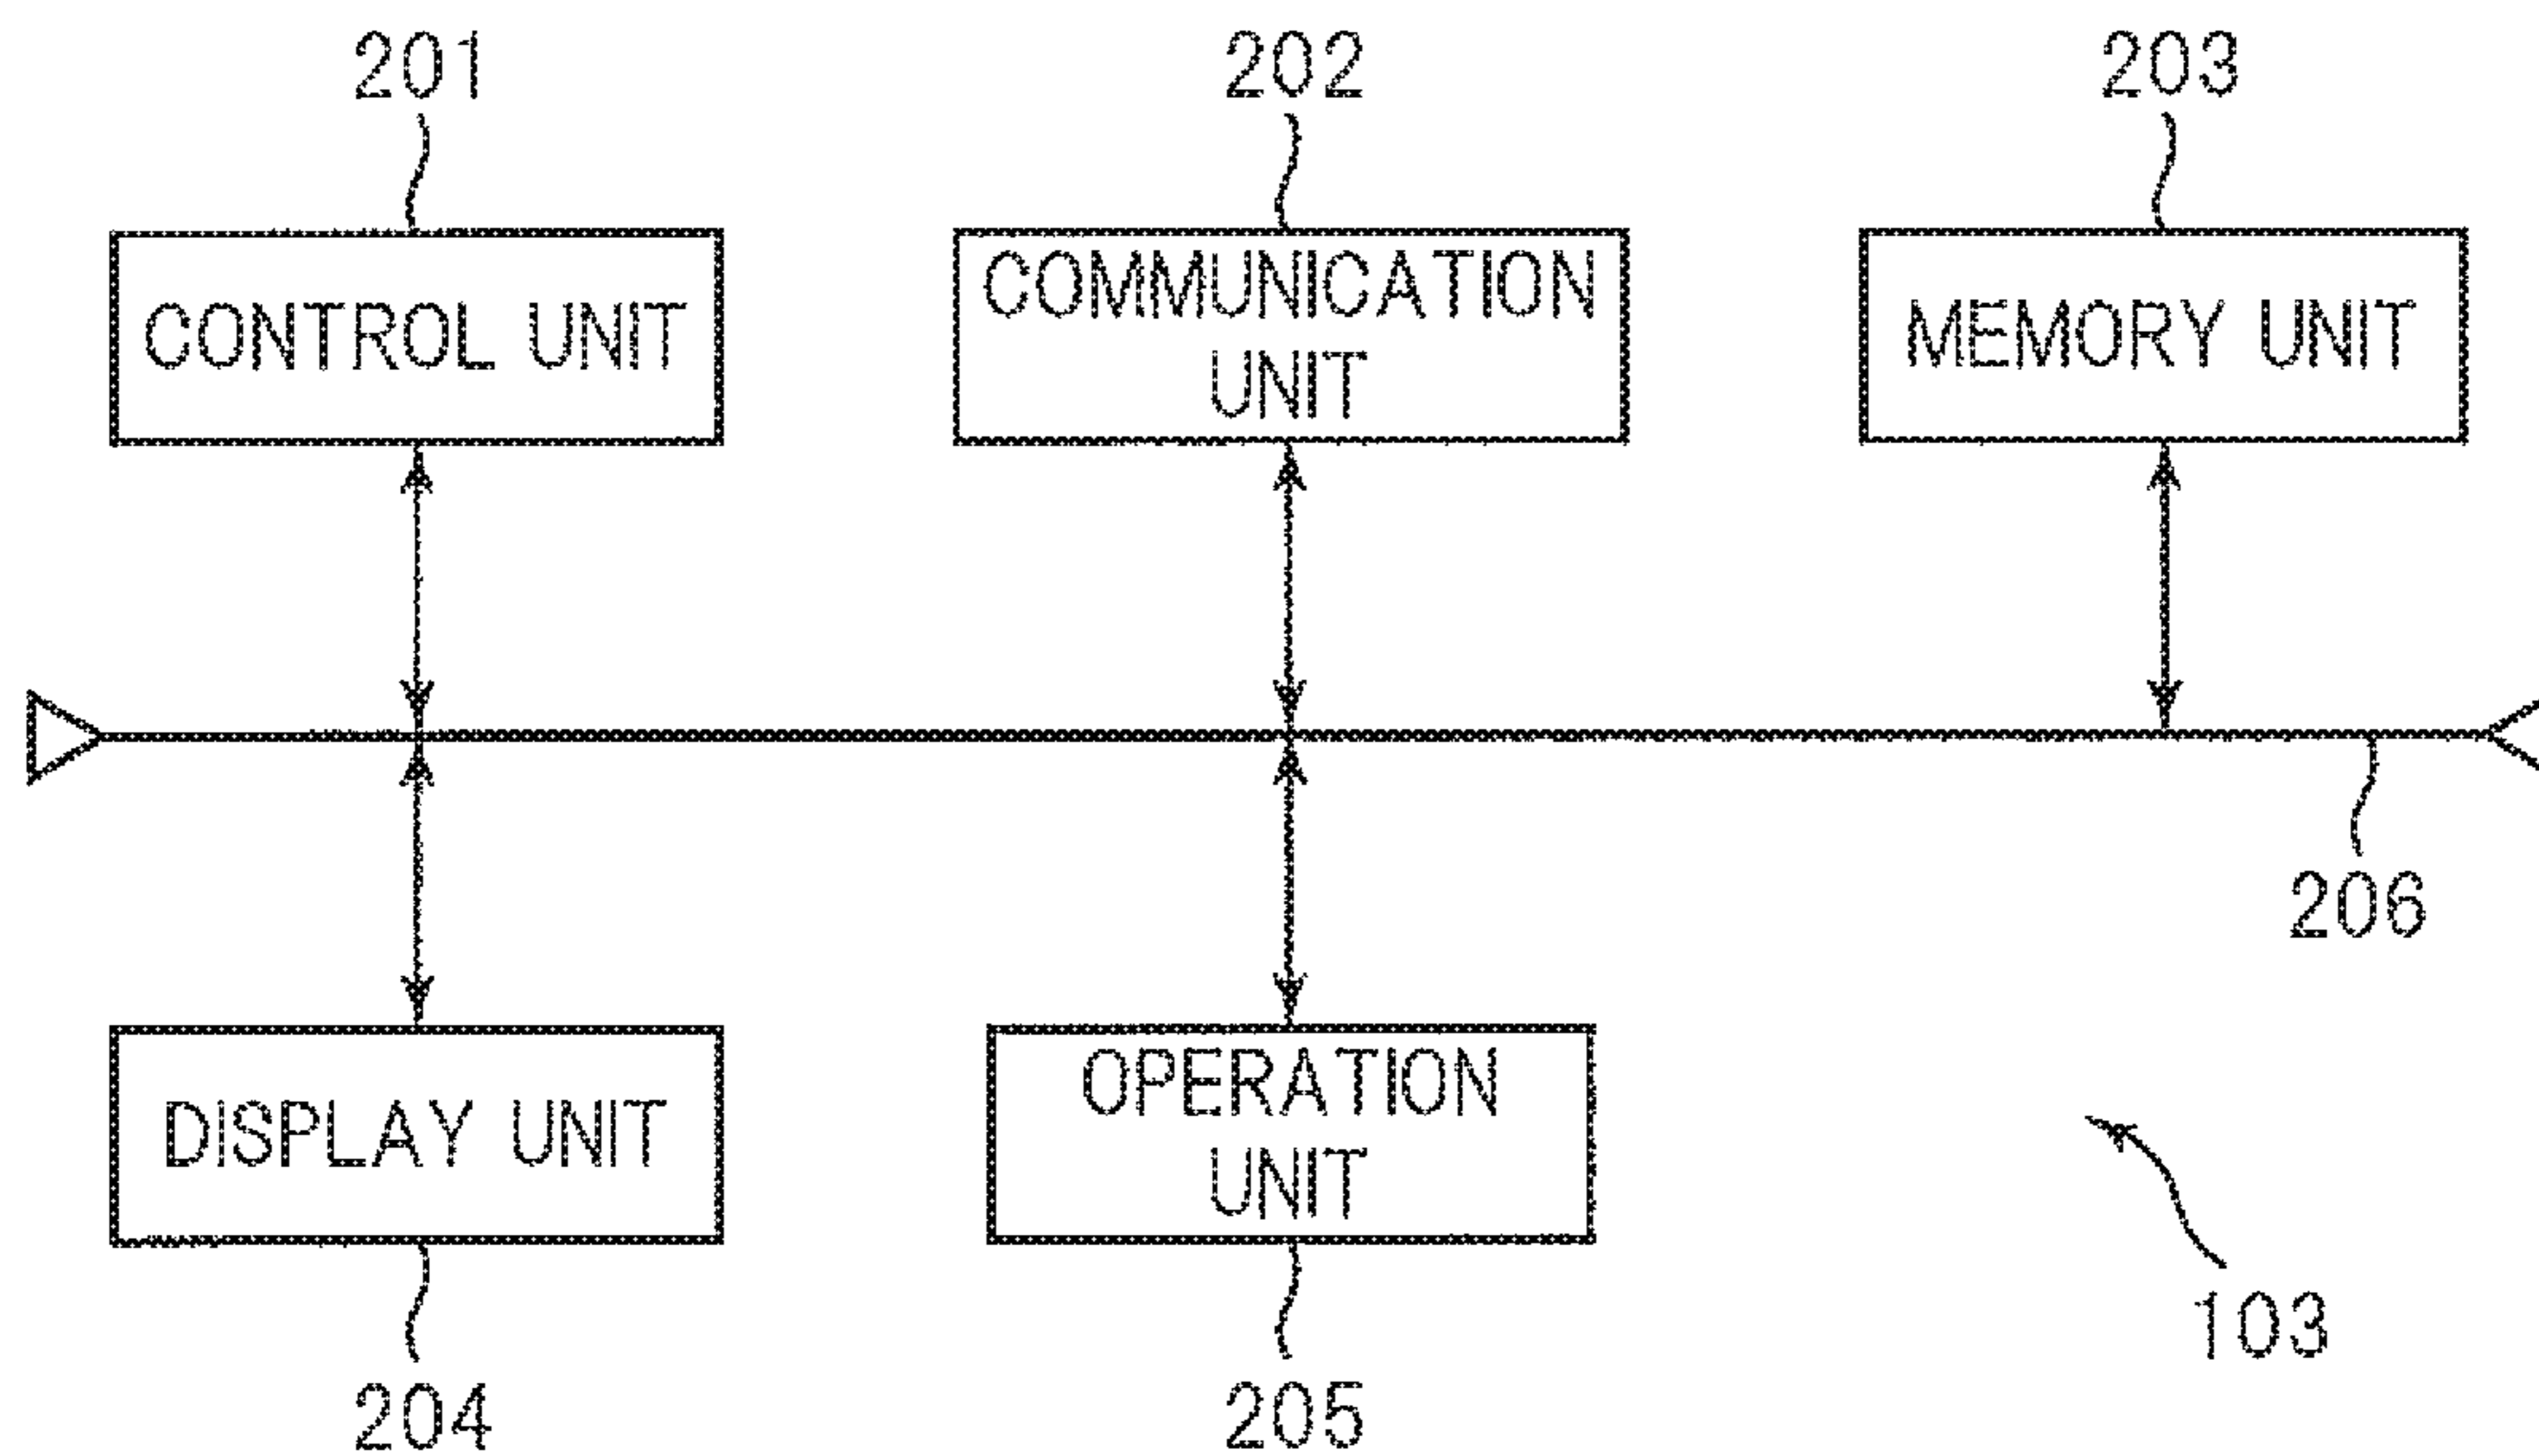 201
202
203
CONTROL UNIT
COMMUNICATION
UNIT
MEMORY UNIT
206
DISPLAY UNIT
OPERATION
UNIT
103
204
205